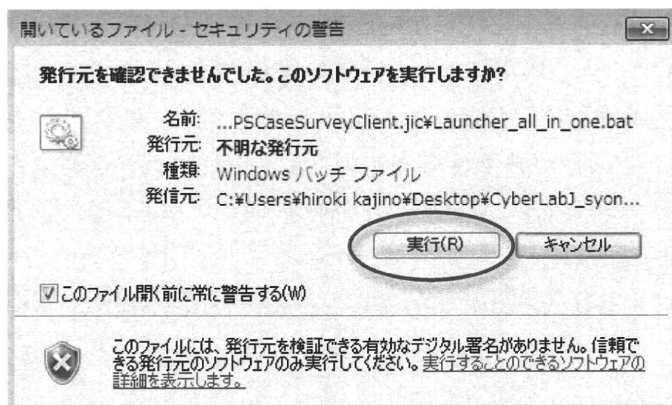 開いているファイル - セキュリティの警告
発行元を確認できませんでした。このソフトウェアを実行しますか?
名前: ...PSCaseSurveyClient.jic¥Launcher_all_in_one.bat
発行元: 不明な発行元
種類: Windows バッチ ファイル
発信元: C:¥Users¥hiroki kajino¥Desktop¥CyberLabJ_syon...
実行(R) キャンセル
このファイル開く前に常に警告する(W)
このファイルには、発行元を検証できる有効なデジタル署名がありません。信頼で
きる発行元のソフトウェアのみ実行してください。実行することのできるソフトウェアの
詳細を表示します。